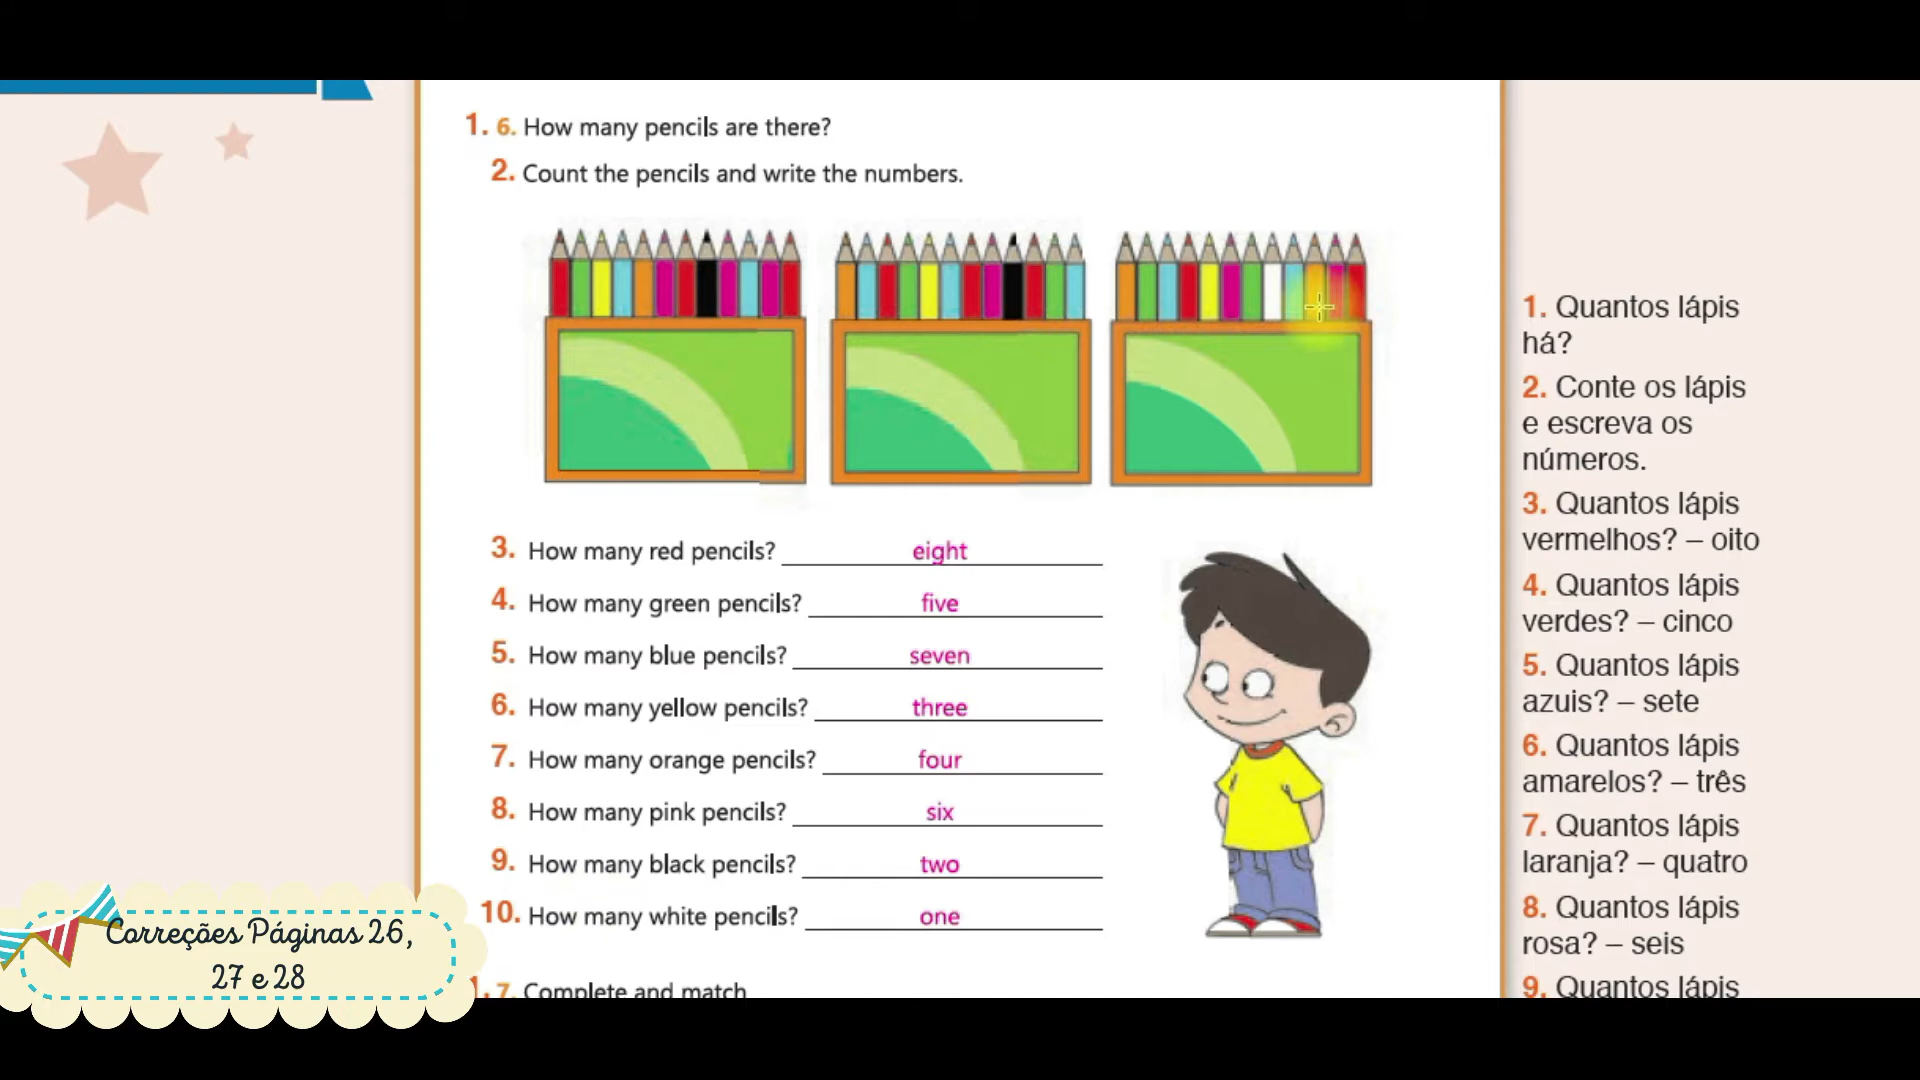 1. 6. How many pencils are there?
2. Count the pencils and write the numbers.
3. How many red pencils? eight
4. How many green pencils? five
5. How many blue pencils? seven
6. How many yellow pencils? three
7. How many orange pencils? four
8. How many pink pencils? six
9. How many black pencils? two
10. How many white pencils? one
1. 7. Complete and match
1. Quantos lápis
há?
2. Conte os lápis
e escreva os
números.
3. Quantos lápis
vermelhos? – oito
4. Quantos lápis
verdes? – cinco
5. Quantos lápis
azuis? – sete
6. Quantos lápis
amarelos? – três
7. Quantos lápis
laranja? – quatro
8. Quantos lápis
rosa? – seis
9. Quantos lápis
Correções Páginas 26,
27 e 28